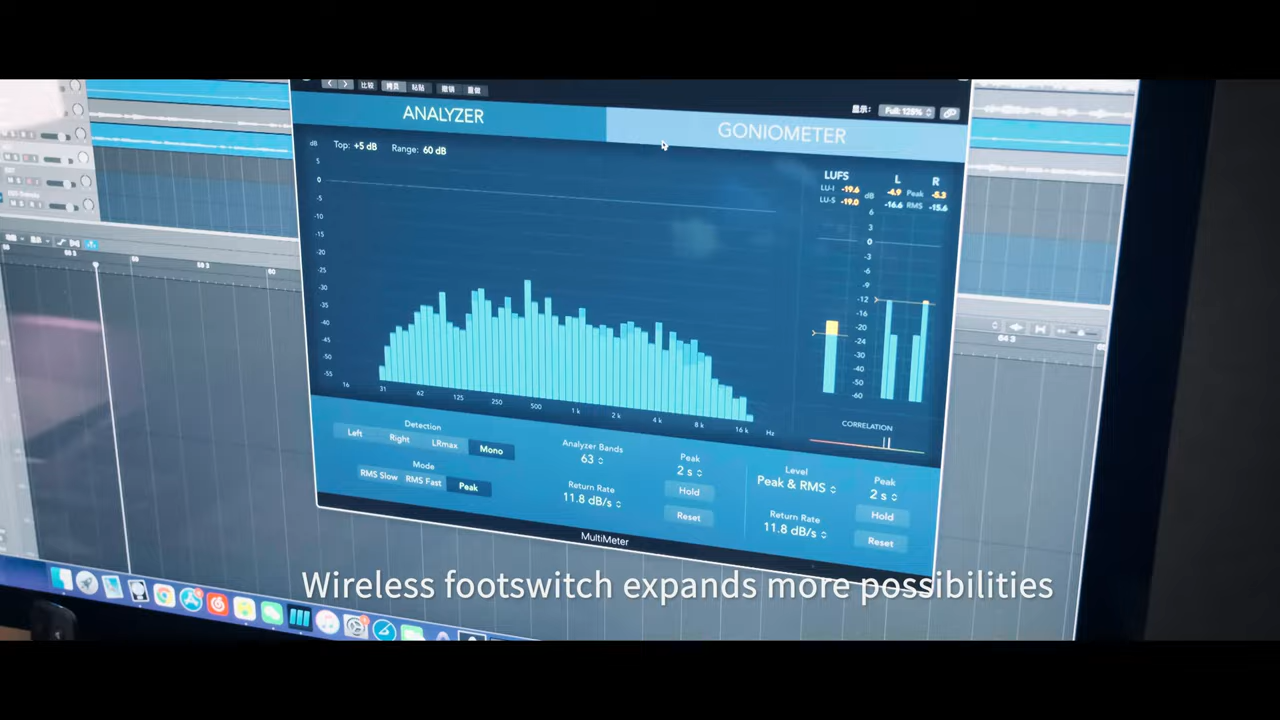 比较 拷贝 粘贴 撤销 重做
显示: Full: 125%
ANALYZER
GONIOMETER
Top: +5 dB Range: 60 dB
dB
5
0
-5
-10
-15
-20
-25
-30
-35
-40
-45
-50
-55
16 31 62 125 250 500 1 k 2 k 4 k 8 k 16 k Hz
LUFS L R
LU-I -19.6 dB -4.9 Peak -5.3
LU-S -19.0 -16.6 RMS -15.6
6
3
0
-3
-6
-9
-12
-16
-20
-24
-30
-40
-50
-60
CORRELATION
Detection
Left Right LRmax Mono
Mode
RMS Slow RMS Fast Peak
Analyzer Bands
63
Return Rate
11.8 dB/s
Peak
2 s
Hold
Reset
Level
Peak & RMS
Return Rate
11.8 dB/s
Peak
2 s
Hold
Reset
MultiMeter
64 3
Wireless footswitch expands more possibilities